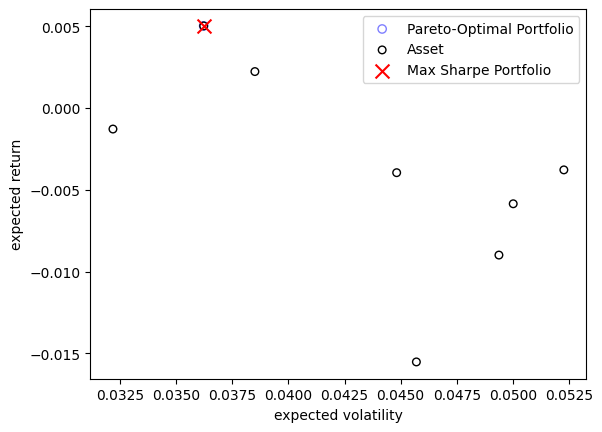 0.005
0.000
−0.005
−0.010
−0.015
expected return
Pareto-Optimal Portfolio
Asset
Max Sharpe Portfolio
0.0325 0.0350 0.0375 0.0400 0.0425 0.0450 0.0475 0.0500 0.0525
expected volatility